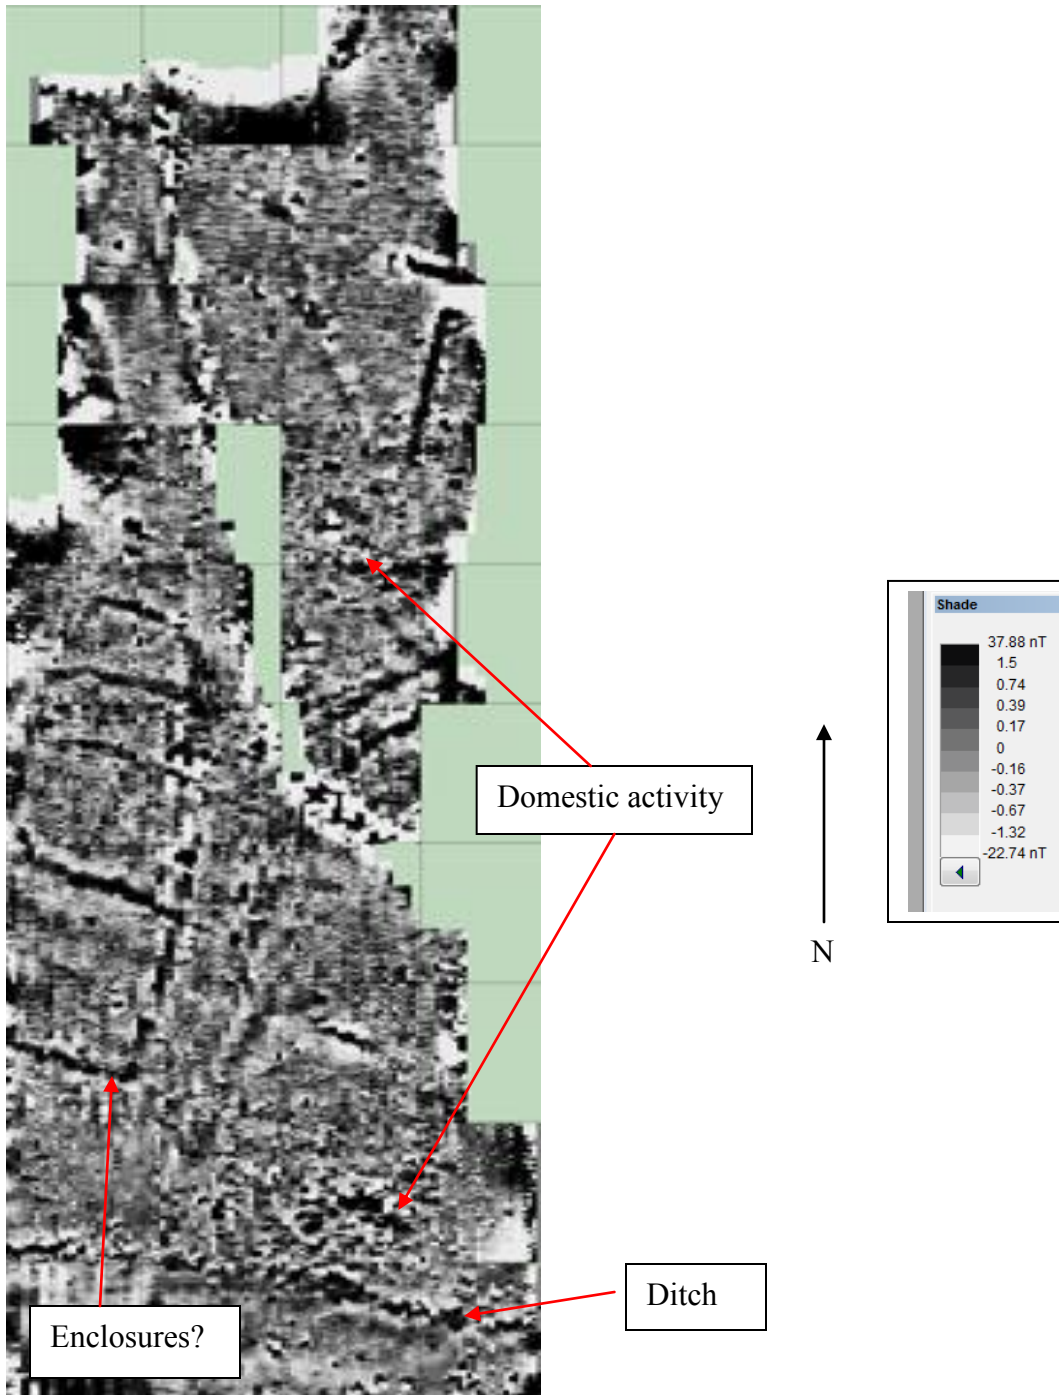 Shade
37.88 nT
1.5
0.74
0.39
0.17
0
-0.16
-0.37
-0.67
-1.32
-22.74 nT
Domestic activity
N
Ditch
Enclosures?